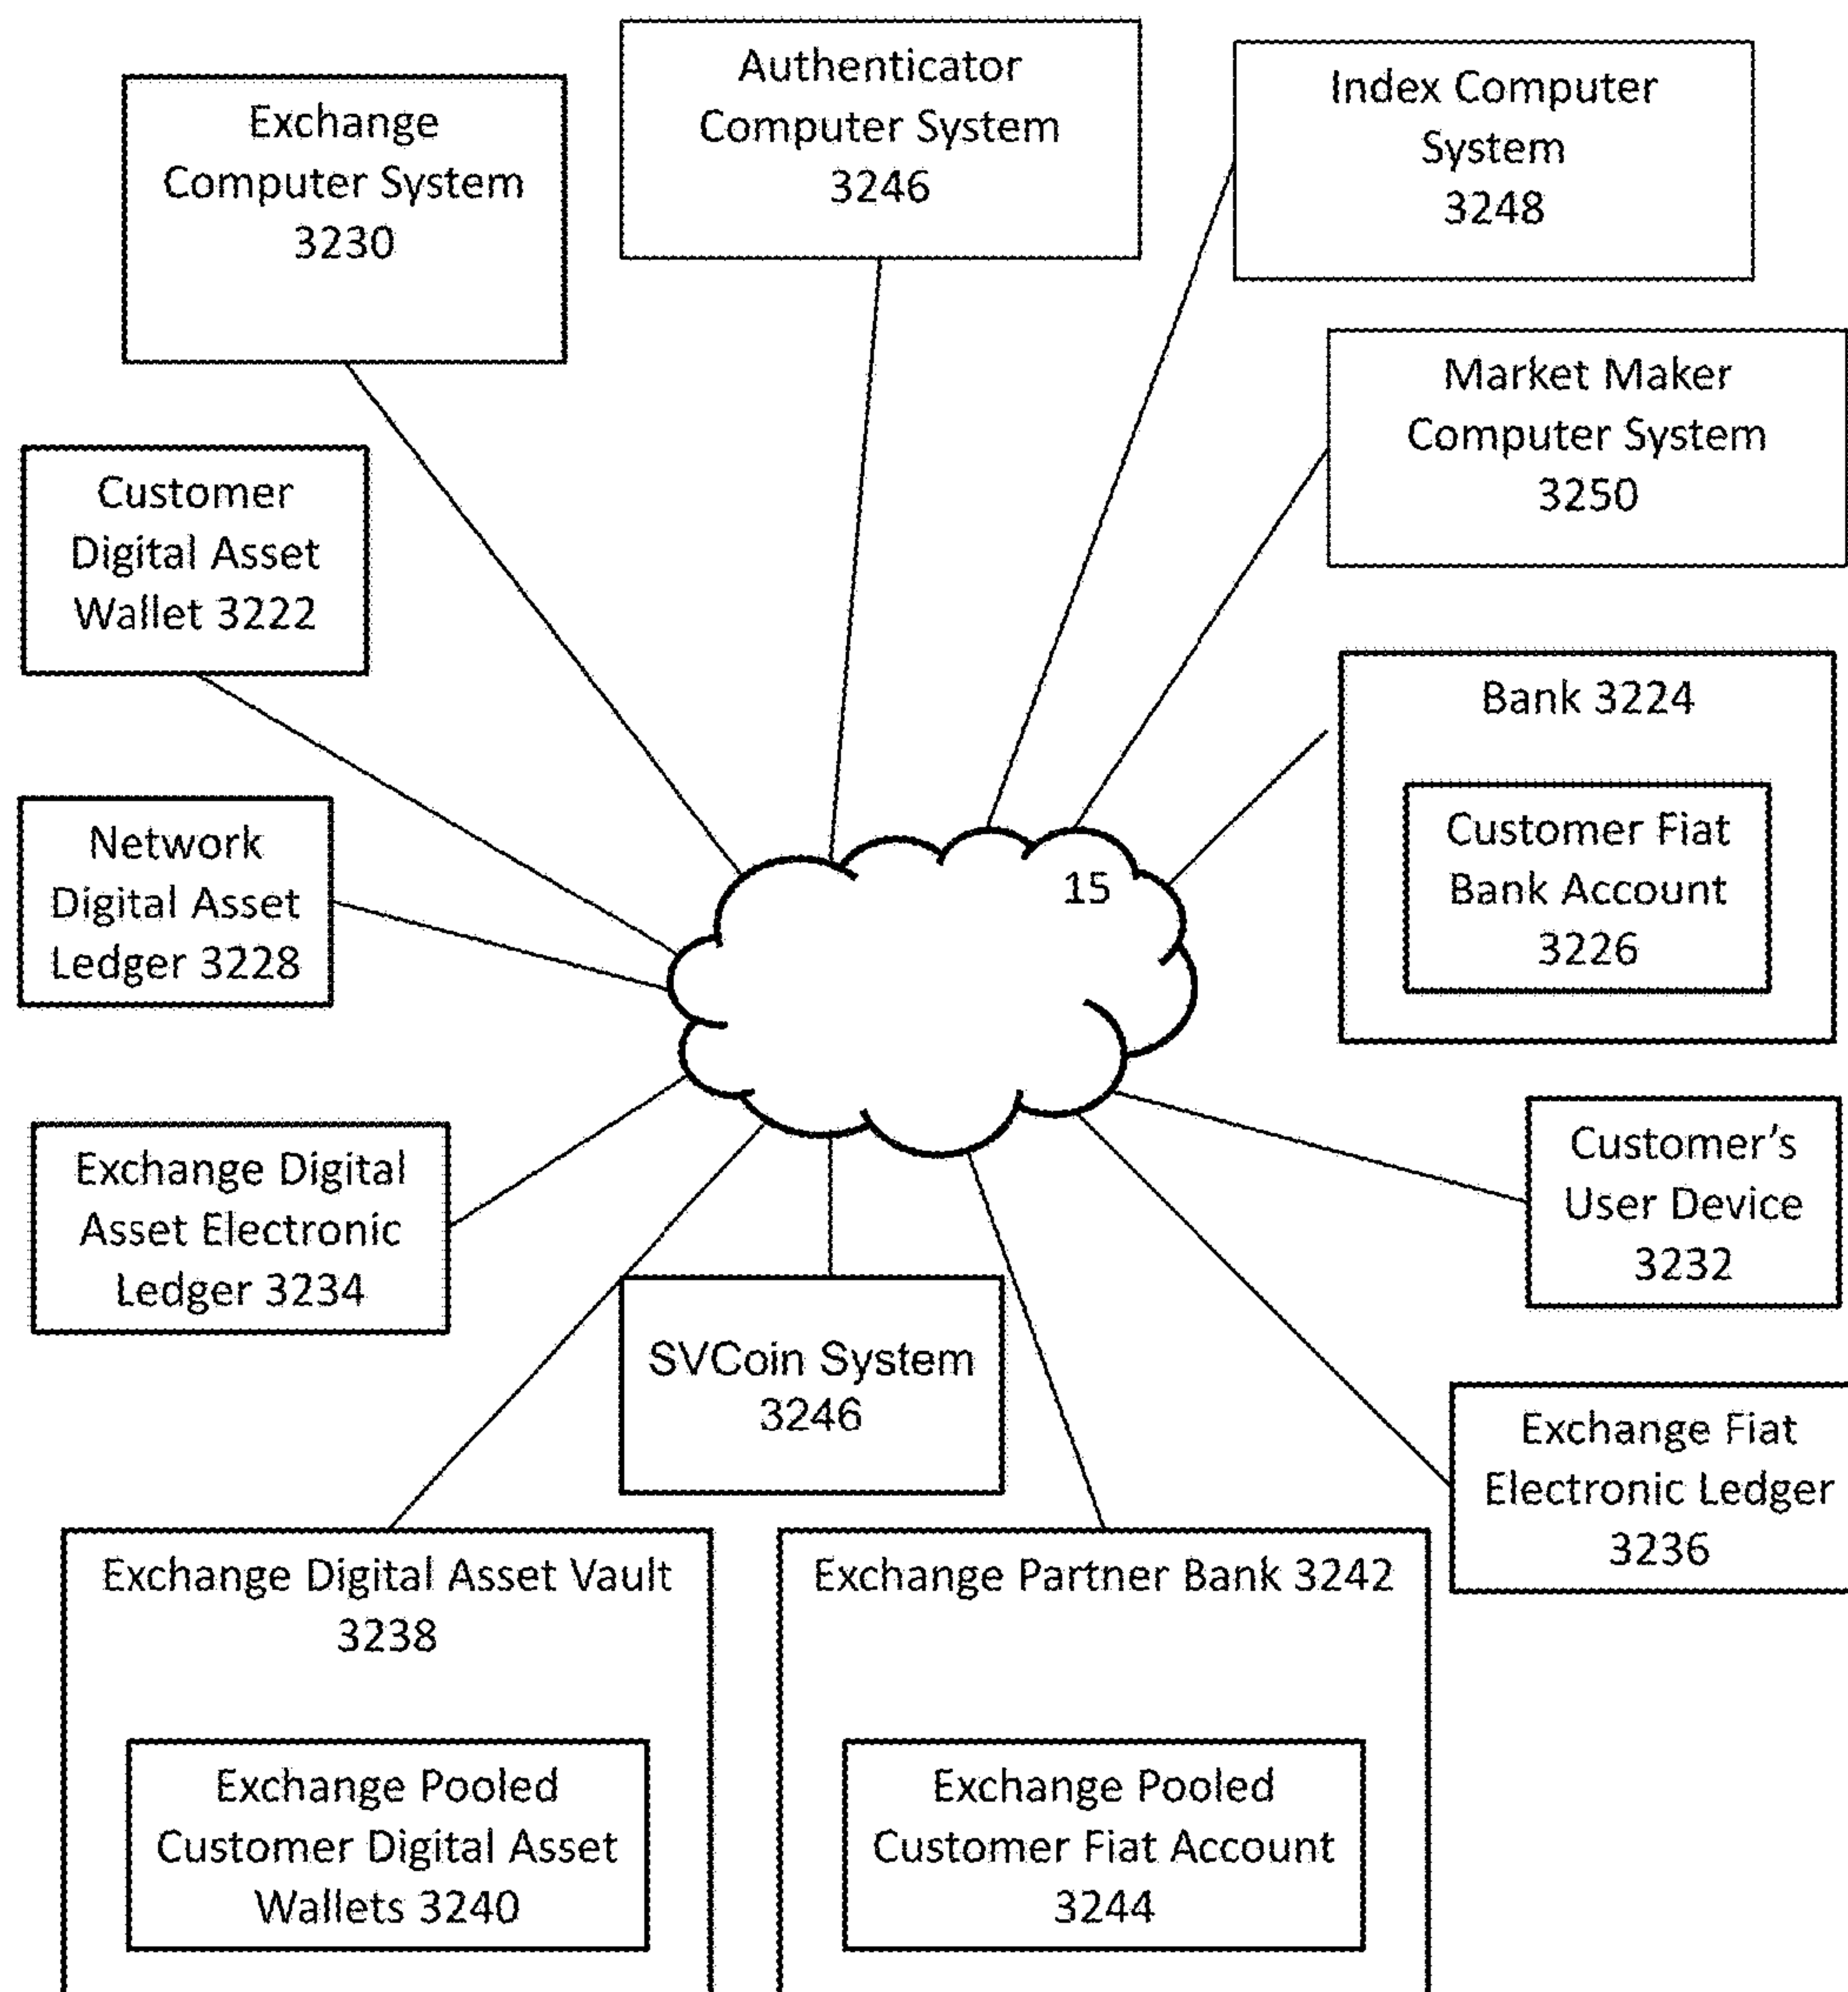 Authenticator
Computer System
3246
Index Computer
System
3248
Exchange
Computer System
3230
Market Maker
Computer System
3250
Customer
Digital Asset
Wallet 3222
Bank 3224
Customer Fiat
Bank Account
3226
Network
Digital Asset
Ledger 3228
15
Customer’s
User Device
3232
Exchange Digital
Asset Electronic
Ledger 3234
SVCoin System
3246
Exchange Fiat
Electronic Ledger
3236
Exchange Digital Asset Vault
3238
Exchange Pooled
Customer Digital Asset
Wallets 3240
Exchange Partner Bank 3242
Exchange Pooled
Customer Fiat Account
3244